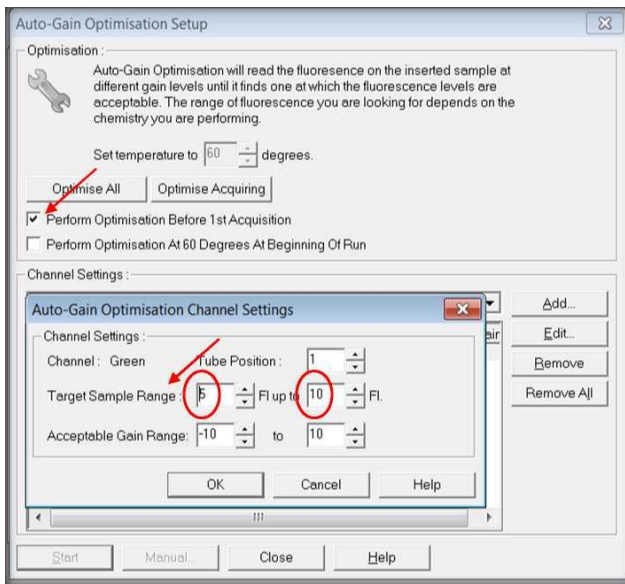 Auto-Gain Optimisation Setup
Optimisation :
Auto-Gain Optimisation will read the fluoresence on the inserted sample at
different gain levels until it finds one at which the fluorescence levels are
acceptable. The range of fluorescence you are looking for depends on the
chemistry you are performing.
Set temperature to 60 degrees.
Optimise All Optimise Acquiring
Perform Optimisation Before 1st Acquisition
Perform Optimisation At 60 Degrees At Beginning Of Run
Channel Settings :
Add...
Edit...
Remove
Remove All
Auto-Gain Optimisation Channel Settings
Channel Settings :
Channel : Green Tube Position : 1
Target Sample Range : 5 Fl up to 10 Fl.
Acceptable Gain Range: -10 to 10
OK Cancel Help
Start Manual... Close Help